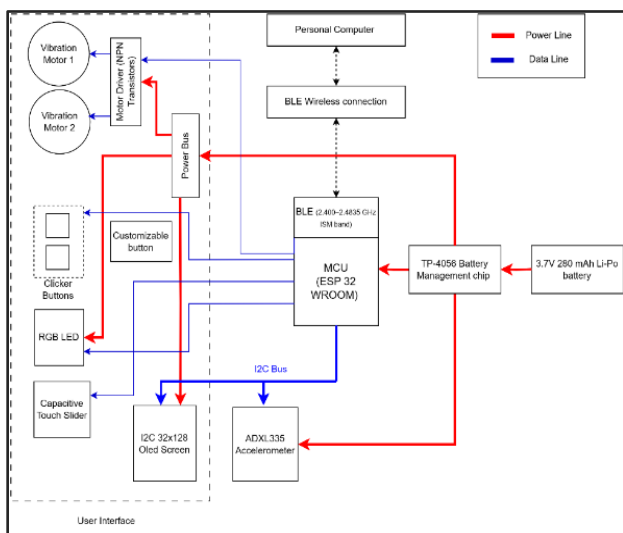 Vibration
Motor 1
Vibration
Motor 2
Motor Driver (NPN
Transistors)
Power Bus
Personal Computer
BLE Wireless connection
Power Line
Data Line
BLE (2.400–2.4835 GHz
ISM band)
MCU
(ESP 32
WROOM)
TP-4056 Battery
Management chip
3.7V 280 mAh Li-Po
battery
Customizable
button
Clicker
Buttons
RGB LED
Capacitive
Touch Slider
I2C Bus
I2C 32x128
Oled Screen
ADXL335
Accelerometer
User Interface